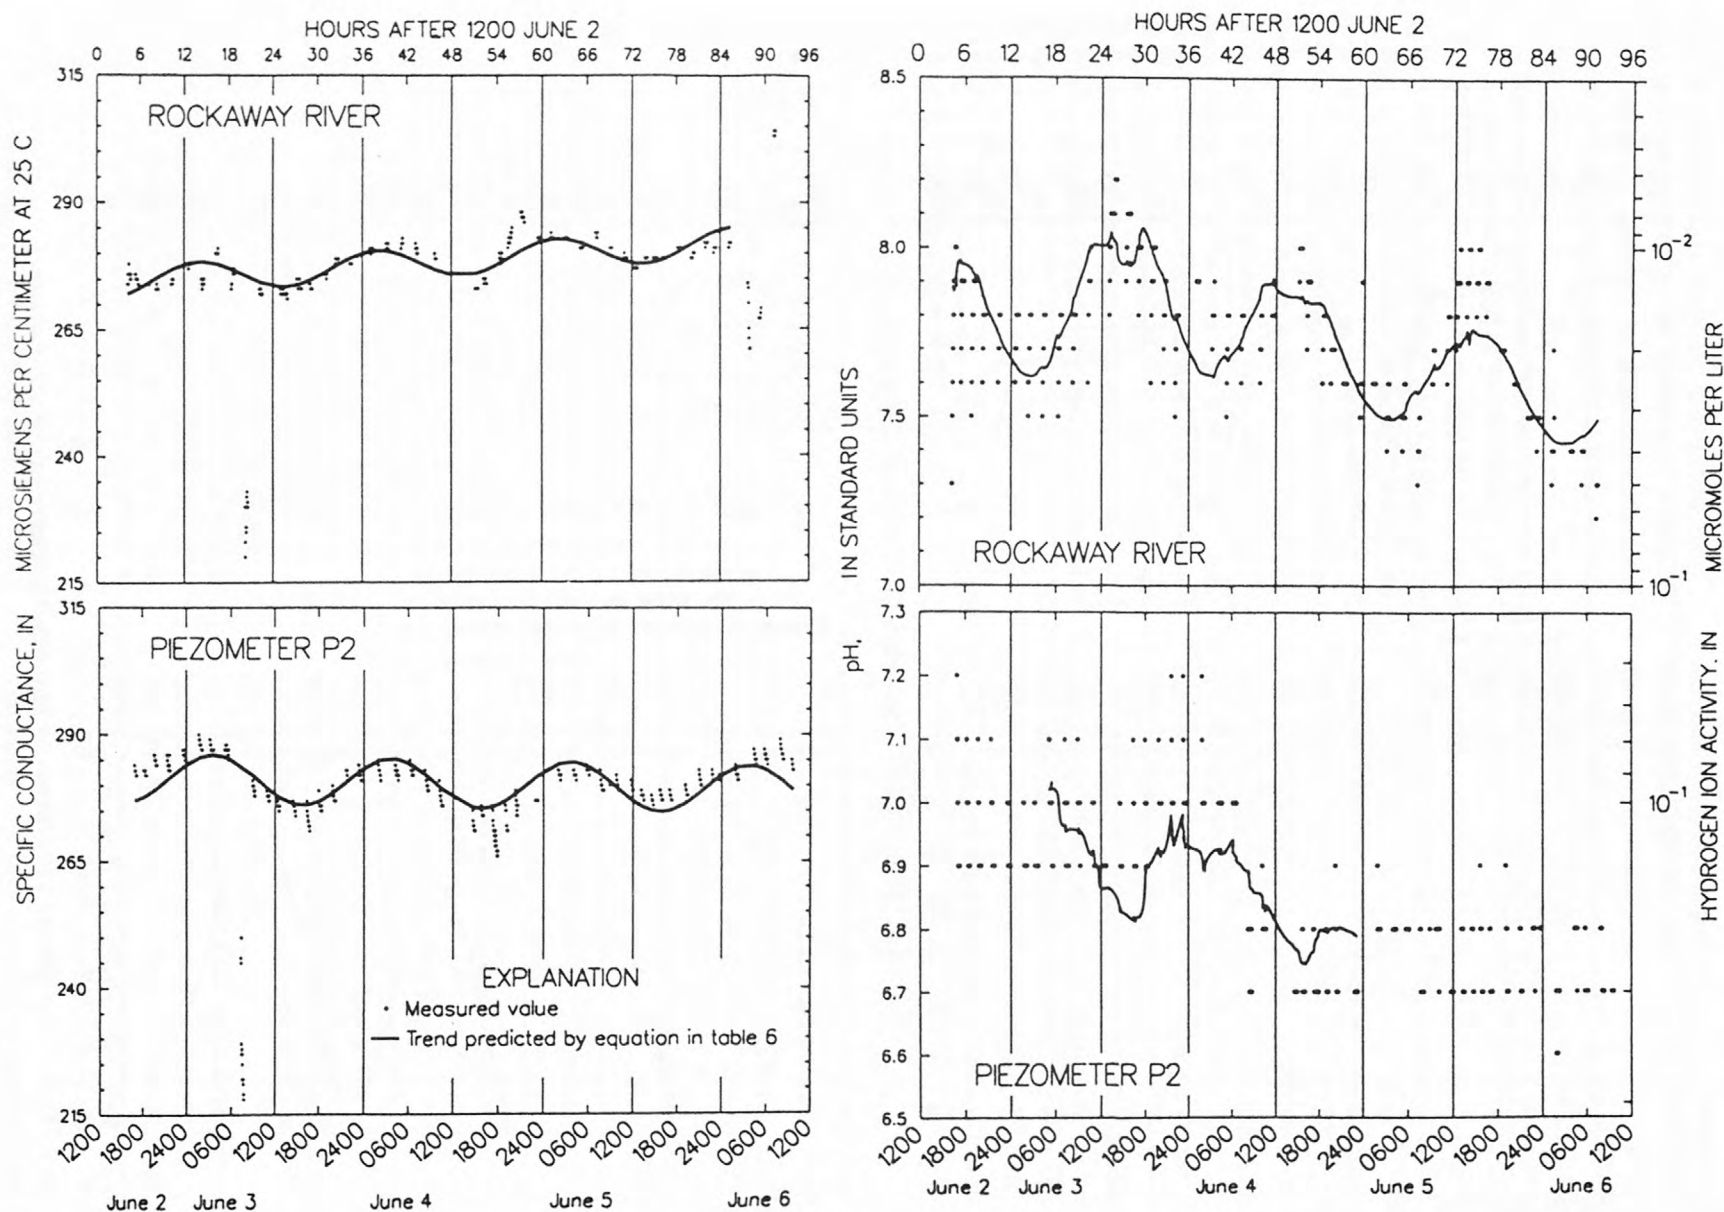 HOURS AFTER 1200 JUNE 2
0 6 12 18 20 24 30 36 42 48 54 60 66 72 78 84 90 96
315
290
265
240
215
ROCKAWAY RIVER
MICROSIEMENS PER CENTIMETER AT 25 C
SPECIFIC CONDUCTANCE, IN
315
290
265
240
215
PIEZOMETER P2
EXPLANATION
Measured value
Trend predicted by equation in table 6
1200 1800 2400 0600 1200 1800 2400 0600 1200 1800 2400 0600 1200 1800 2400 0600 1200
June 2 June 3 June 4 June 5 June 6
HOURS AFTER 1200 JUNE 2
0 6 12 18 24 30 36 42 48 54 60 66 72 78 84 90 96
8.5
8.0
7.5
7.0
ROCKAWAY RIVER
10-2
10-1
pH, IN STANDARD UNITS
7.3
7.2
7.1
7.0
6.9
6.8
6.7
6.6
6.5
PIEZOMETER P2
10-1
HYDROGEN ION ACTIVITY. IN MICROMOLES PER LITER
1200 1800 2400 0600 1200 1800 2400 0600 1200 1800 2400 0600 1200 1800 2400 0600 1200
June 2 June 3 June 4 June 5 June 6